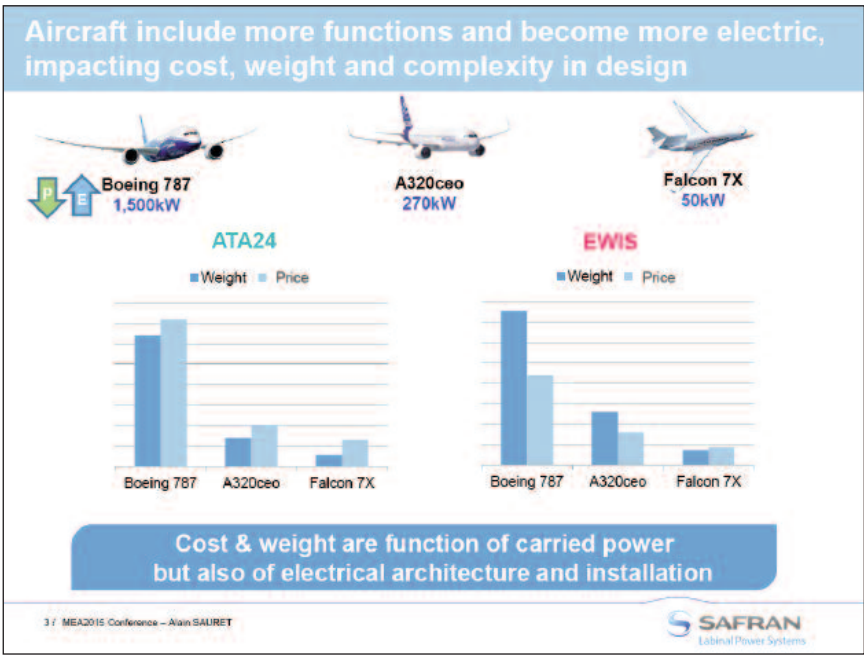 Aircraft include more functions and become more electric,
impacting cost, weight and complexity in design
P E
Boeing 787
1,500kW
A320ceo
270kW
Falcon 7X
50kW
ATA24
Weight Price
Boeing 787 A320ceo Falcon 7X
EWIS
Weight Price
Boeing 787 A320ceo Falcon 7X
Cost & weight are function of carried power
but also of electrical architecture and installation
3 / MEA2015 Conference – Alain SAURET
SAFRAN
Labinal Power Systems